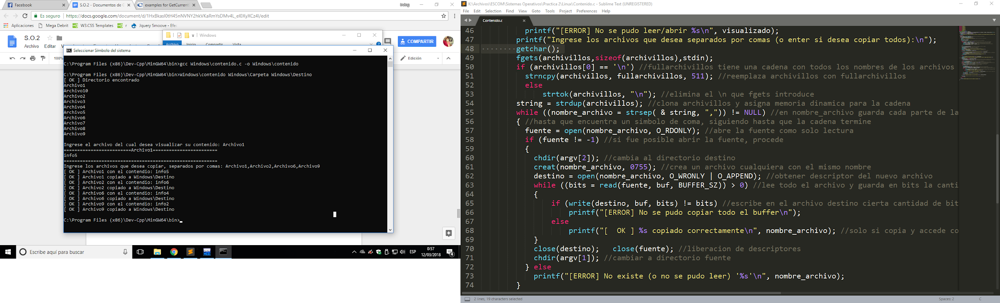 Facebook
S.O.2 - Documentos de G
examples for GetCurrent
Irving
Es seguro
https://docs.google.com/document/d/1HxBkasI0tH45nNVNY2hkVKaRmYsDMv4L_el0XyXCz4I/edit
Aplicaciones
Mega Debrit
W3.CSS Templates
r
Jquery Smoove - Efec
Windows
S.O.2
Archivo
Inicio
Compartir
Vista
COMPARTIR
Archivo
Editar
100%
Edición
Seleccionar Símbolo del sistema
C:\Program Files (x86)\Dev-Cpp\MinGW64\bin>gcc Windows\contenido.c -o Windows\contenido
C:\Program Files (x86)\Dev-Cpp\MinGW64\bin>Windows\contenido Windows\Carpeta Windows\Destino
[ OK ] Directorio encontrado
Archivo1
Archivo10
Archivo2
Archivo3
Archivo4
Archivo5
Archivo6
Archivo7
Archivo8
Archivo9
Ingrese el archivo del cual desea visualizar su contenido: Archivo1
=========================Archivo1========================
info5
=========================================================
Ingrese los archivos que desea copiar, separados por comas: Archivo1,Archivo2,Archivo6,Archivo9
[ OK ] Archivo1 con el contendio: info5
[ OK ] Archivo1 copiado a Windows\Destino
[ OK ] Archivo2 con el contendio: info6
[ OK ] Archivo2 copiado a Windows\Destino
[ OK ] Archivo6 con el contendio: info4
[ OK ] Archivo6 copiado a Windows\Destino
[ OK ] Archivo9 con el contendio: info2
[ OK ] Archivo9 copiado a Windows\Destino
C:\Program Files (x86)\Dev-Cpp\MinGW64\bin>
Escribe aquí para buscar
DEV
ESP
0:57
12/03/2018
4
K:\Archivos\ESCOM\Sistemas Operativos\Practica 2\Linux\Contenido.c - Sublime Text (UNREGISTERED)
File Edit Selection Find View Goto Tools Project Preferences Help
Contenido.c
46 printf("[ERROR] No se pudo leer/abrir %s\n", visualizado);
47 printf("Ingrese los archivos que desea separados por comas (o enter si desea copiar todos):\n");
48 getchar();
49 fgets(archivillos,sizeof(archivillos),stdin);
50 if (archivillos[0] == '\n') //fullarchivillos tiene una cadena con todos los nombres de los archivos
51 strncpy(archivillos, fullarchivillos, 511); //reemplaza archivillos con fullarchivillos
52 else
53 strtok(archivillos, "\n"); //elimina el \n que fgets introduce
54 string = strdup(archivillos); //clona archivillos y asigna memoria dinamica para la cadena
55 while ((nombre_archivo = strsep( & string, ",")) != NULL) //en nombre_archivo guarda cada parte de la
56 { //hasta que encuentra un simbolo de coma, siguiendo hasta que la cadena termine
57 fuente = open(nombre_archivo, O_RDONLY); //abre la fuente como solo lectura
58 if (fuente != -1) //si fue posible abrir la fuente, procede
59 {
60 chdir(argv[2]); //cambia al directorio destino
61 creat(nombre_archivo, 0755); //crea un archivo cualquiera con el mismo nombre
62 destino = open(nombre_archivo, O_WRONLY | O_APPEND); //obtener descriptor del nuevo archivo
63 while ((bits = read(fuente, buf, BUFFER_SZ)) > 0) //lee todo el archivo y guarda en bits la canti
64 {
65 if (write(destino, buf, bits) != bits) //escribe en el archivo destino cierta cantidad de bit
66 printf("[ERROR] No se pudo copiar todo el buffer\n");
67 else
68 printf("[  OK ] %s copiado correctamente\n", nombre_archivo); //solo si copia y accede co
69 }
70 close(destino);   close(fuente); //liberacion de descriptores
71 chdir(argv[1]); //cambiar a directorio fuente
72 } else
73 printf("[ERROR] No existe (o no se pudo leer) '%s'\n", nombre_archivo);
74 }
2 lines, 19 characters selected
Spaces: 2
C